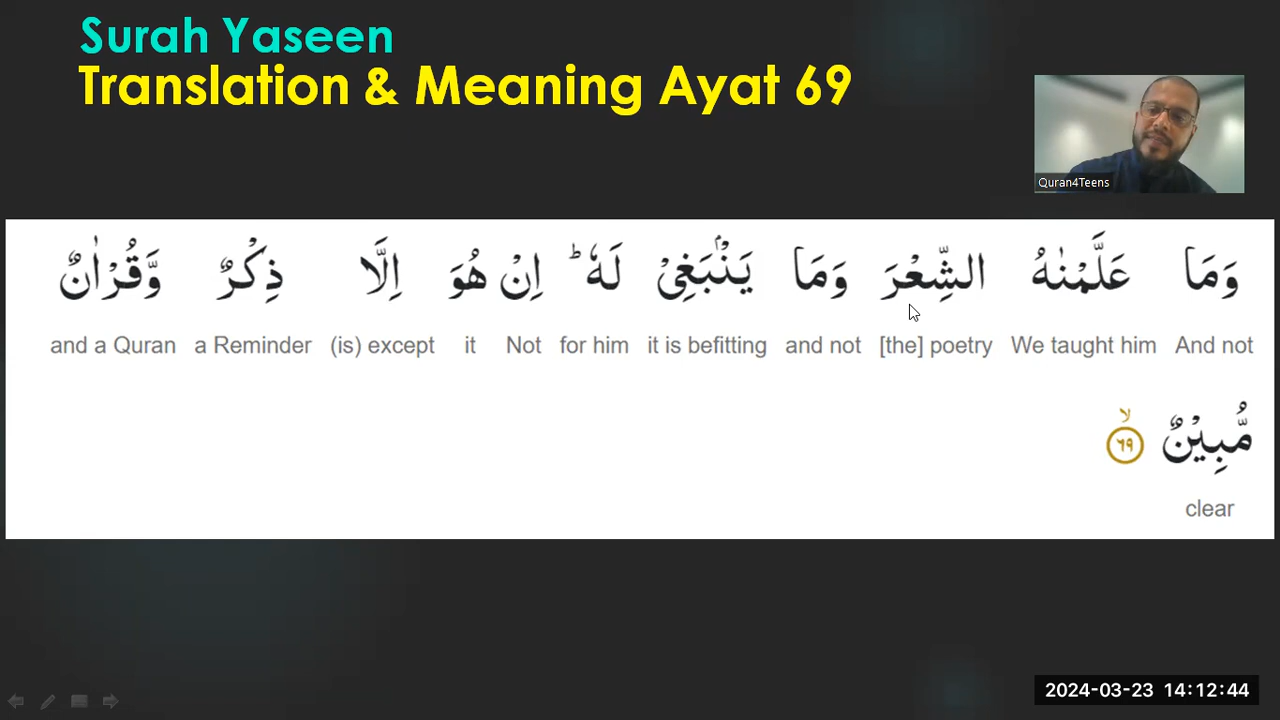 Surah Yaseen
Translation & Meaning Ayat 69
Quran4Teens
وَمَا عَلَّمْنٰهُ الشِّعْرَ وَمَا يَنْۢبَغِيْ لَهٗ ؕ اِنْ هُوَ اِلَّا ذِكْرٌ وَّقُرْاٰنٌ
and a Quran a Reminder (is) except it Not for him it is befitting and not [the] poetry We taught him And not
مُّبِيْنٌ ۙ ٦٩
clear
2024-03-23 14:12:44